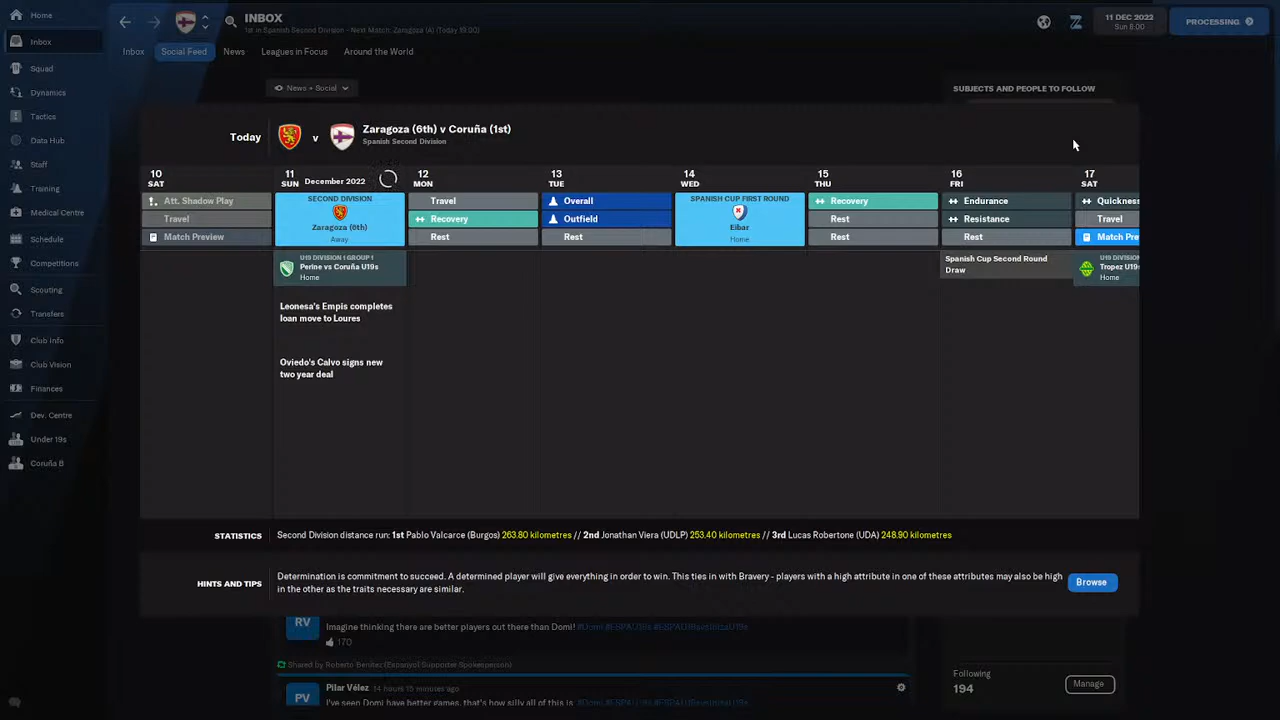 Home
Inbox
Squad
Dynamics
Tactics
Data Hub
Staff
Training
Medical Centre
Schedule
Competitions
Scouting
Transfers
Club Info
Club Vision
Finances
Dev. Centre
Under 19s
Coruña B
INBOX
1st in Spanish Second Division - Next Match: Zaragoza (A) (Today 19:00)
11 DEC 2022
Sun 8:00
PROCESSING.
Inbox
Social Feed
News
Leagues in Focus
Around the World
News + Social
SUBJECTS AND PEOPLE TO FOLLOW
Today
v
Zaragoza (6th) v Coruña (1st)
Spanish Second Division
10
SAT
11
SUN
December 2022
12
MON
13
TUE
14
WED
15
THU
16
FRI
17
SAT
Att. Shadow Play
Travel
Match Preview
SECOND DIVISION
Zaragoza (6th)
Away
Travel
Recovery
Rest
Overall
Outfield
Rest
SPANISH CUP FIRST ROUND
Eibar
Home
Recovery
Rest
Rest
Endurance
Resistance
Rest
Quicknes
Travel
Match Pre
U19 DIVISION 1 GROUP 1
Perine vs Coruña U19s
Home
Spanish Cup Second Round
Draw
U19 DIVISION
Tropez U19s
Home
Leonesa's Empis completes
loan move to Loures
Oviedo's Calvo signs new
two year deal
STATISTICS
Second Division distance run: 1st Pablo Valcarce (Burgos) 263.80 kilometres // 2nd Jonathan Viera (UDLP) 253.40 kilometres // 3rd Lucas Robertone (UDA) 248.90 kilometres
HINTS AND TIPS
Determination is commitment to succeed. A determined player will give everything in order to win. This ties in with Bravery - players with a high attribute in one of these attributes may also be high
in the other as the traits necessary are similar.
Browse
RV
Imagine thinking there are better players out there than Domi!
170
Shared by Roberto Benítez (Espanyol Supporter Spokesperson)
PV
Pilar Vélez
14 hours 15 minutes ago
I've seen Domi have better games, that's how silly all of this is
Following
194
Manage